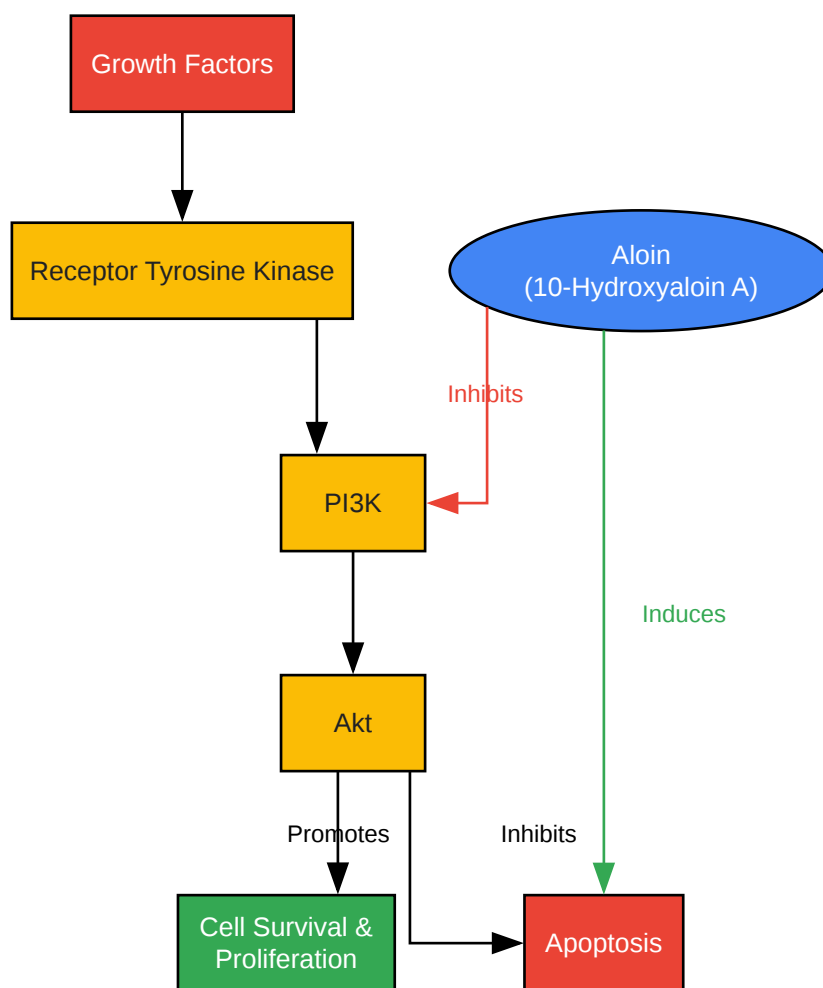 Growth Factors
Receptor Tyrosine Kinase
Aloin
(10-Hydroxyaloin A)
Inhibits
PI3K
Induces
Akt
Promotes
Inhibits
Cell Survival &
Proliferation
Apoptosis